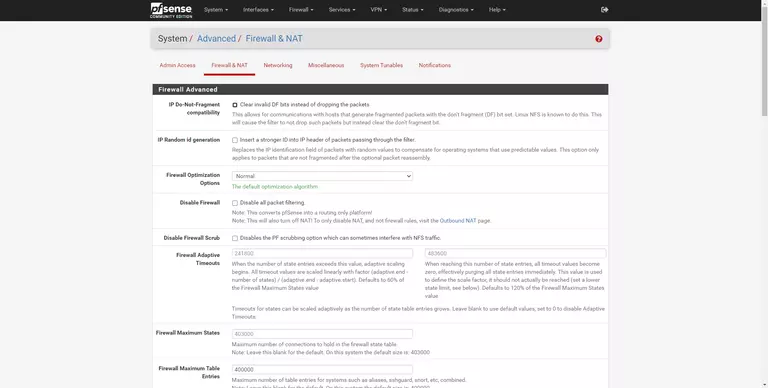 pfsense
COMMUNITY EDITION
System Interfaces Firewall Services VPN Status Diagnostics Help
System / Advanced / Firewall & NAT
Admin Access Firewall & NAT Networking Miscellaneous System Tunables Notifications
Firewall Advanced
IP Do-Not-Fragment compatibility
Clear invalid DF bits instead of dropping the packets
This allows for communications with hosts that generate fragmented packets with the don't fragment (DF) bit set. Linux NFS is known to do this. This
will cause the filter to not drop such packets but instead clear the don't fragment bit.
IP Random id generation
Insert a stronger ID into IP header of packets passing through the filter.
Replaces the IP identification field of packets with random values to compensate for operating systems that use predictable values. This option only
applies to packets that are not fragmented after the optional packet reassembly.
Firewall Optimization
Options
Normal
The default optimization algorithm
Disable Firewall
Disable all packet filtering.
Note: This converts pfSense into a routing only platform!
Note: This will also turn off NAT! To only disable NAT, and not firewall rules, visit the Outbound NAT page.
Disable Firewall Scrub
Disables the PF scrubbing option which can sometimes interfere with NFS traffic.
Firewall Adaptive
Timeouts
241800
When the number of state entries exceeds this value, adaptive scaling
begins. All timeout values are scaled linearly with factor (adaptive end -
number of states) / (adaptive end - adaptive start). Defaults to 60% of
the Firewall Maximum States value
483600
When reaching this number of state entries, all timeout values become
zero, effectively purging all state entries immediately. This value is used
to define the scale factor, it should not actually be reached (set a lower
state limit, see below). Defaults to 120% of the Firewall Maximum States
value
Timeouts for states can be scaled adaptively as the number of state table entries grows. Leave blank to use default values, set to 0 to disable Adaptive
Timeouts.
Firewall Maximum States
403000
Maximum number of connections to hold in the firewall state table.
Note: Leave this blank for the default. On this system the default size is: 403000
Firewall Maximum Table
Entries
400000
Maximum number of table entries for systems such as aliases, sshguard, snort, etc, combined.